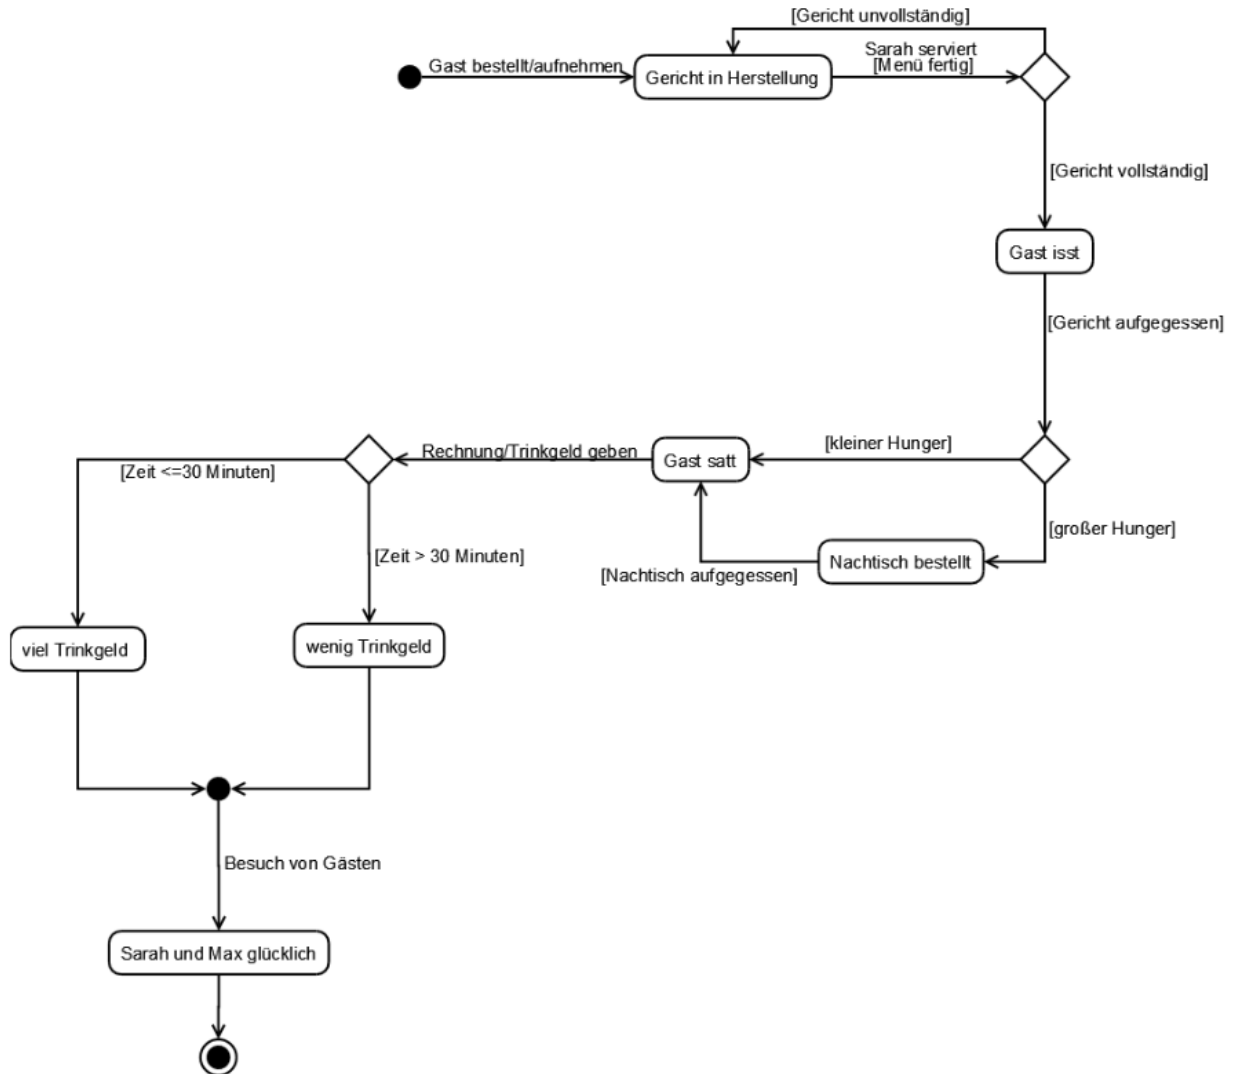 [Gericht unvollständig]
Gast bestellt/aufnehmen
Gericht in Herstellung
Sarah serviert
[Menü fertig]
[Gericht vollständig]
Gast isst
[Gericht aufgegessen]
[kleiner Hunger]
Gast satt
Rechnung/Trinkgeld geben
[Zeit <=30 Minuten]
[großer Hunger]
[Zeit > 30 Minuten]
Nachtisch bestellt
[Nachtisch aufgegessen]
viel Trinkgeld
wenig Trinkgeld
Besuch von Gästen
Sarah und Max glücklich